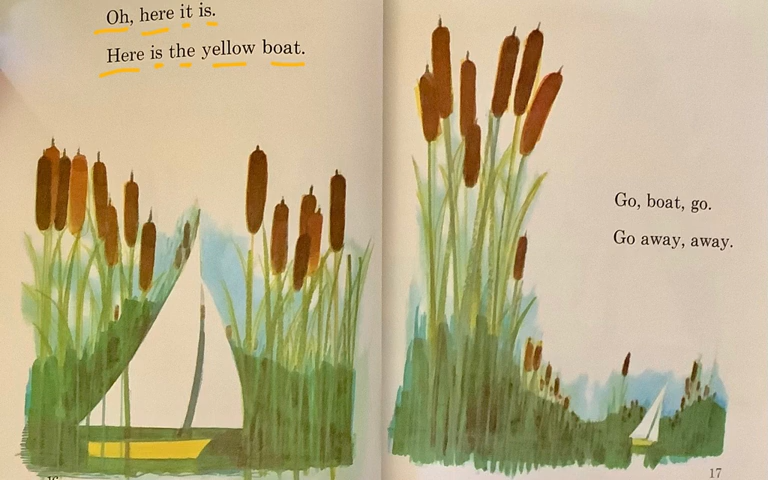 Oh, here it is.
Here is the yellow boat.
Go, boat, go.
Go away, away.
17